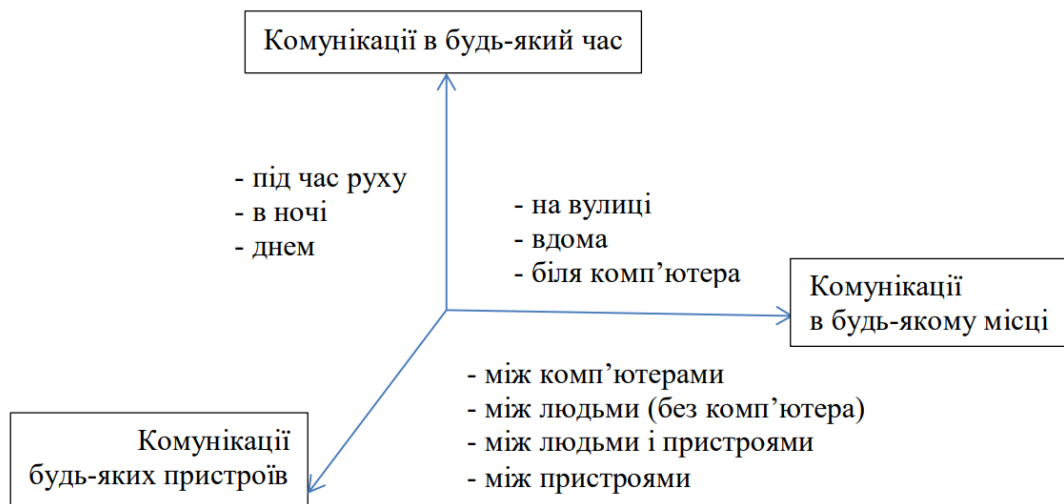 Комунікації в будь-який час
- під час руху
- в ночі
- днем
- на вулиці
- вдома
- біля комп’ютера
Комунікації
в будь-якому місці
- між комп’ютерами
- між людьми (без комп’ютера)
- між людьми і пристроями
- між пристроями
Комунікації
будь-яких пристроїв